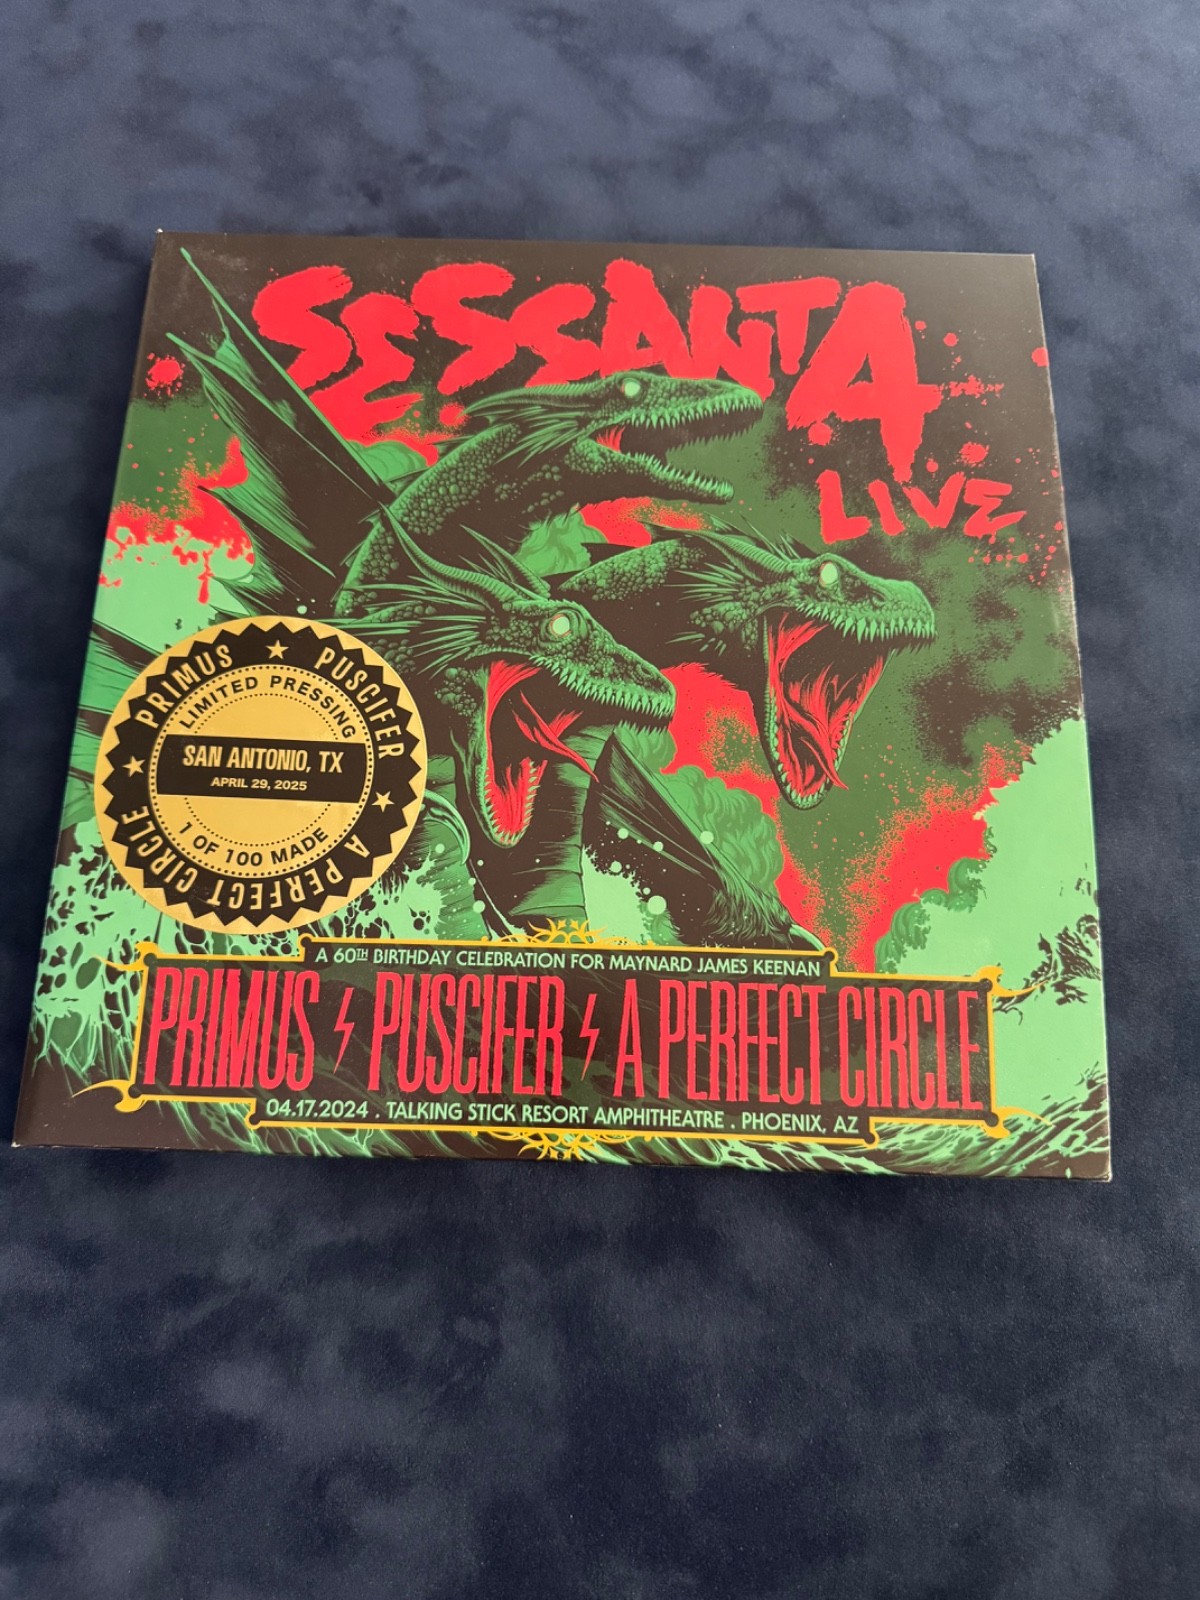 SESSANTA
LIVE
PRIMUS ★ PUSCIFER ★ A PERFECT CIRCLE ★
LIMITED PRESSING
SAN ANTONIO, TX
APRIL 29, 2025
1 OF 100 MADE
A 60TH BIRTHDAY CELEBRATION FOR MAYNARD JAMES KEENAN
PRIMUS PUSCIFER A PERFECT CIRCLE
04.17.2024 . TALKING STICK RESORT AMPHITHEATRE . PHOENIX, AZ